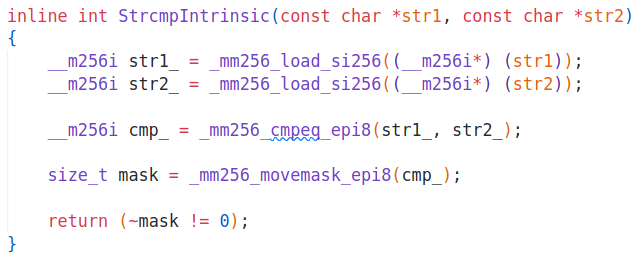 inline int StrcmpIntrinsic(const char *str1, const char *str2)
{
    __m256i str1_ = _mm256_load_si256((__m256i*) (str1));
    __m256i str2_ = _mm256_load_si256((__m256i*) (str2));

    __m256i cmp_ = _mm256_cmpeg_epi8(str1_, str2_);

    size_t mask = _mm256_movemask_epi8(cmp_);

    return (~mask != 0);
}